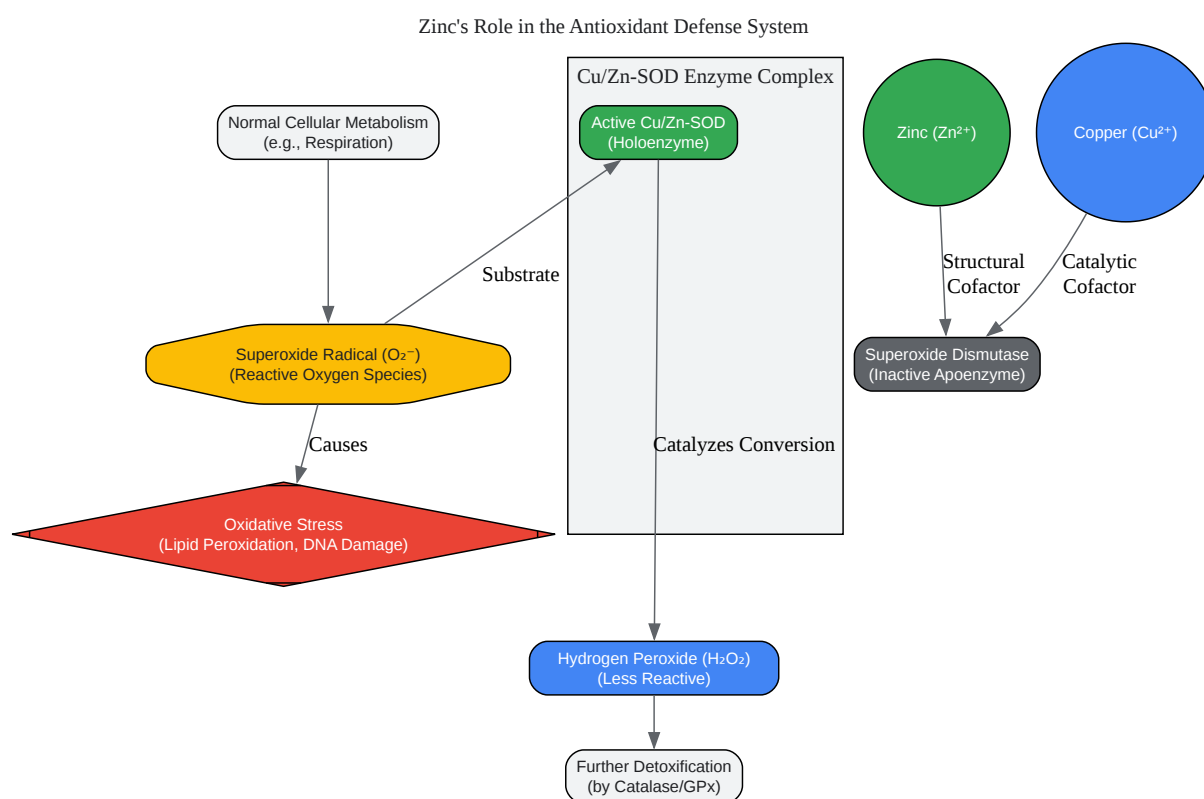 Zinc's Role in the Antioxidant Defense System
Cu/Zn-SOD Enzyme Complex
Normal Cellular Metabolism
(e.g., Respiration)
Active Cu/Zn-SOD
(Holoenzyme)
Zinc (Zn²⁺)
Copper (Cu²⁺)
Substrate
Structural
Cofactor
Catalytic
Cofactor
Superoxide Radical (O₂⁻)
(Reactive Oxygen Species)
Superoxide Dismutase
(Inactive Apoenzyme)
Causes
Catalyzes Conversion
Oxidative Stress
(Lipid Peroxidation, DNA Damage)
Hydrogen Peroxide (H₂O₂)
(Less Reactive)
Further Detoxification
(by Catalase/GPx)